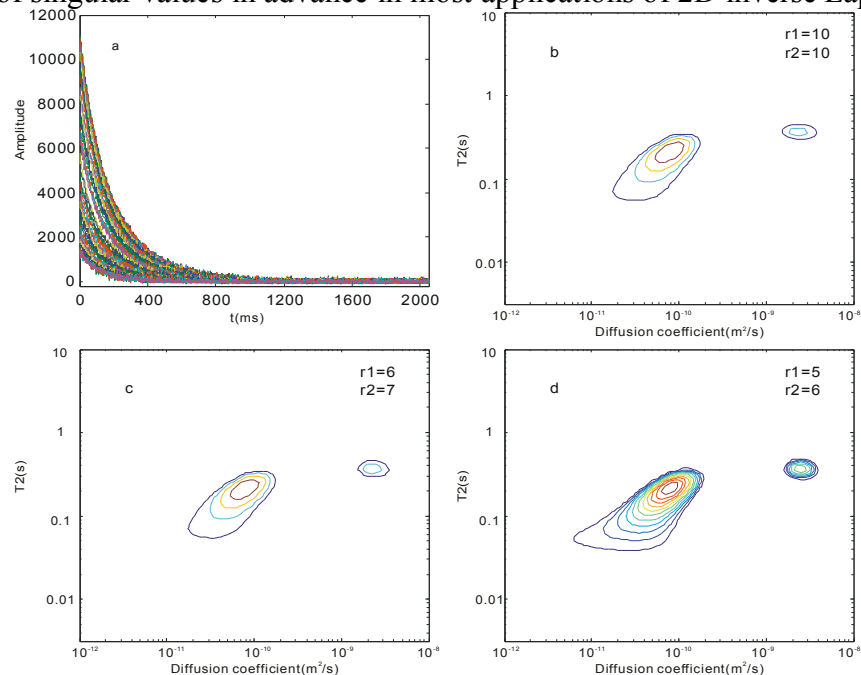 of singular values in advance in most applications of 2D inverse Lap
12000
10000
8000
6000
4000
2000
0
Amplitude
a
0 400 800 1200 1600 2000
t(ms)
10
1
0.1
0.01
T2(s)
b
r1=10
r2=10
10-12 10-11 10-10 10-9 10-8
Diffusion coefficient(m2/s)
10
1
0.1
0.01
T2(s)
c
r1=6
r2=7
10-12 10-11 10-10 10-9 10-8
Diffusion coefficient(m2/s)
10
1
0.1
0.01
T2(s)
d
r1=5
r2=6
10-12 10-11 10-10 10-9 10-8
Diffusion coefficient(m2/s)